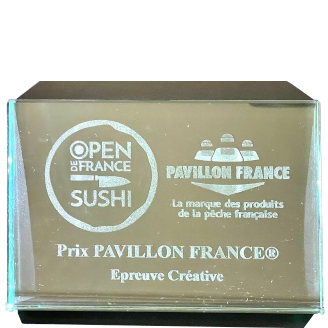 OPEN
DE FRANCE
SUSHI
PAVILLON FRANCE
La marque des produits
de la pêche française
Prix PAVILLON FRANCE®
Epreuve Créative